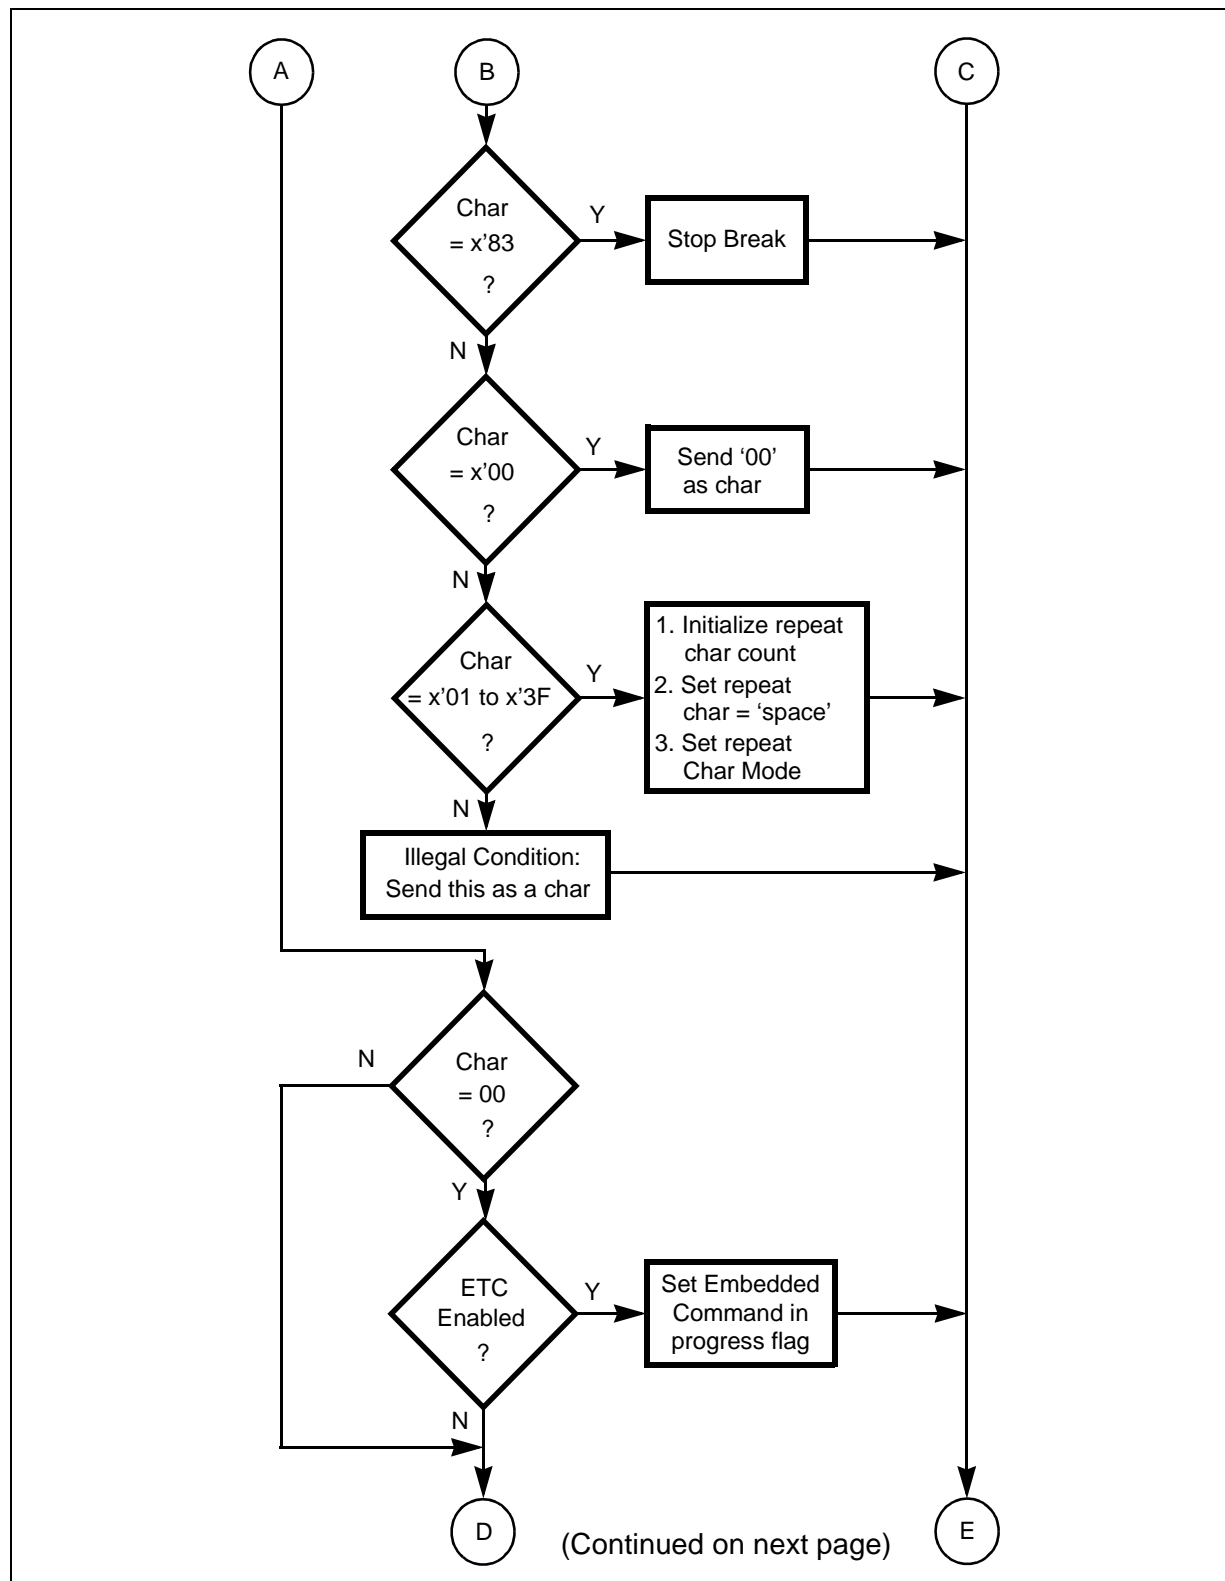 A
B
C
Char
= x'83
?
Y
Stop Break
N
Char
= x'00
?
Y
Send ‘00’
as char
N
Char
= x'01 to x'3F
?
Y
1. Initialize repeat
char count
2. Set repeat
char = ‘space’
3. Set repeat
Char Mode
N
Illegal Condition:
Send this as a char
N
Char
= 00
?
Y
ETC
Enabled
?
Y
Set Embedded
Command in
progress flag
N
D
(Continued on next page)
E